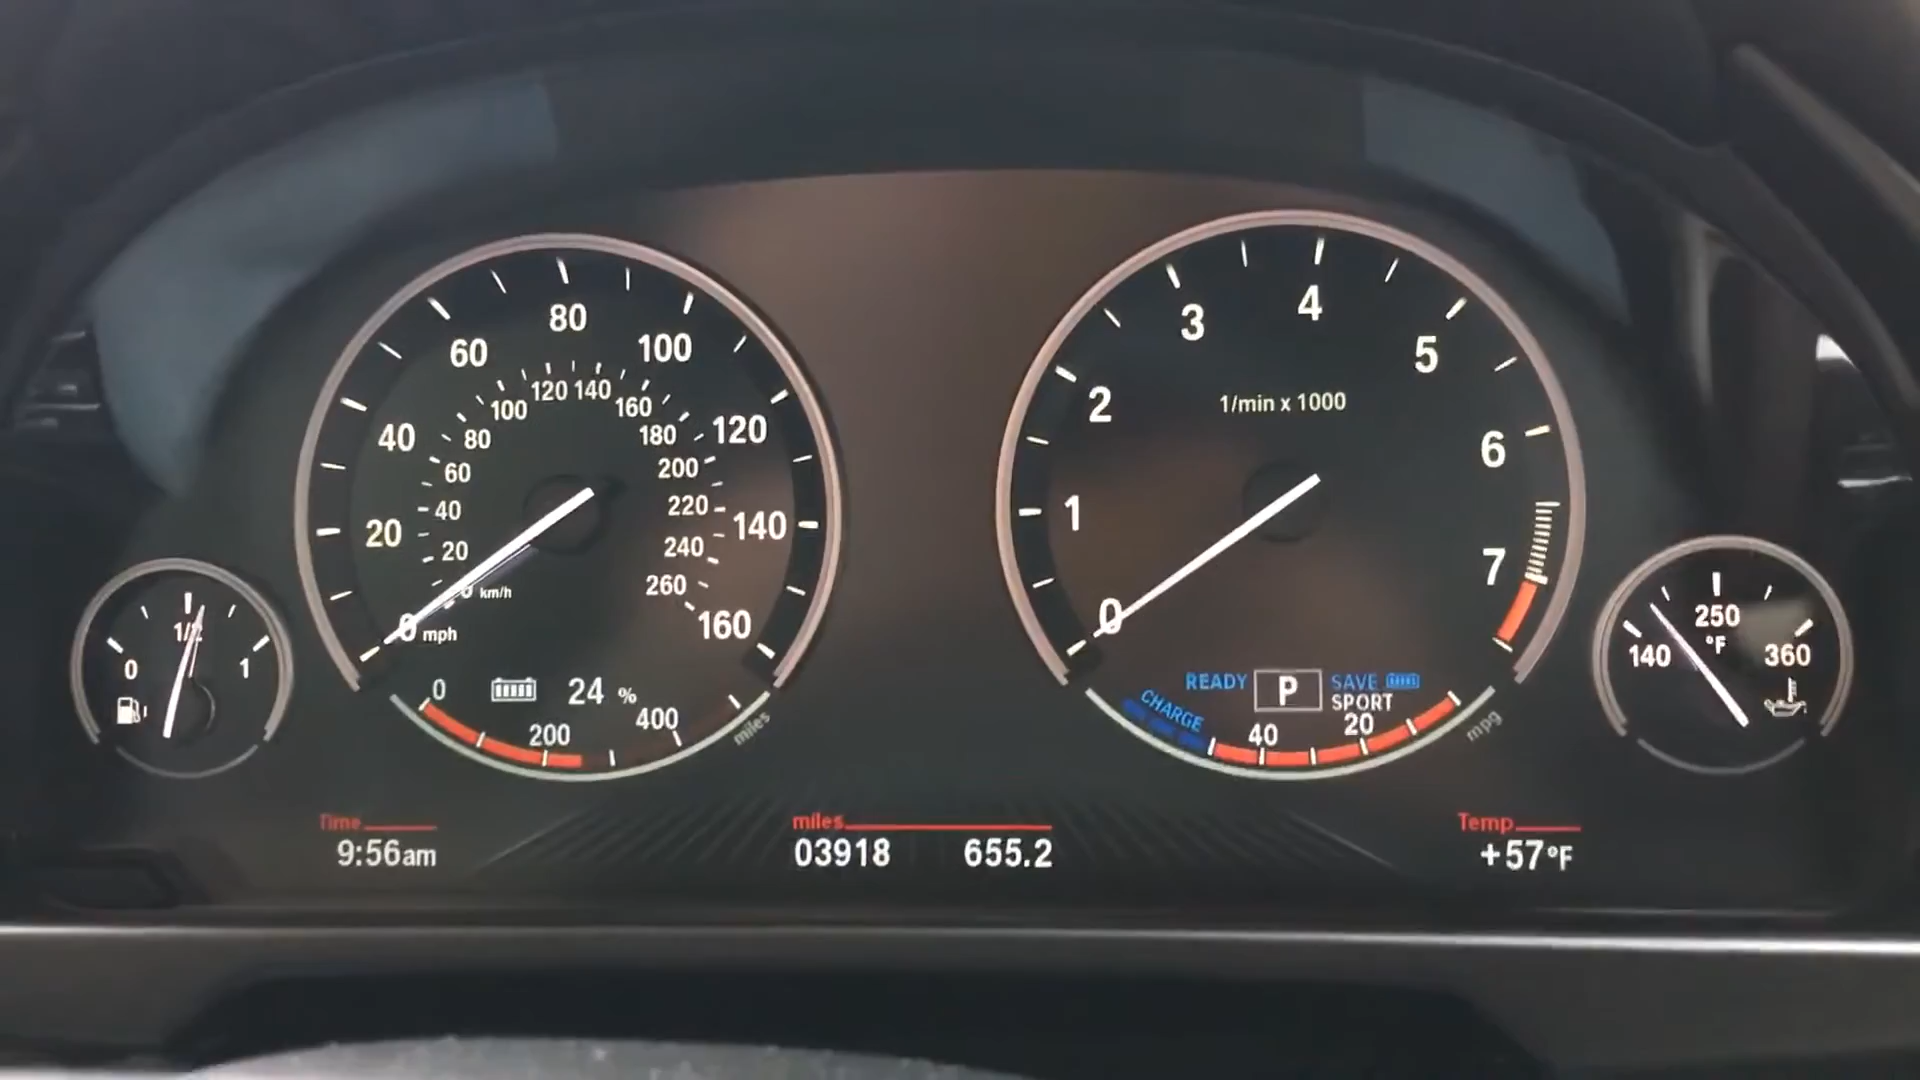 80
60
100
40
120
20
140
0 mph
160
120 140
100
160
80
180
60
200
40
220
20
240
km/h
260
0
24 %
200
400
miles
0
1/2
1
4
3
5
2
1/min x 1000
6
1
7
0
READY
P
SAVE
SPORT
CHARGE
40
20
mpg
250
°F
140
360
Time
9:56am
miles
03918 655.2
Temp
+57°F